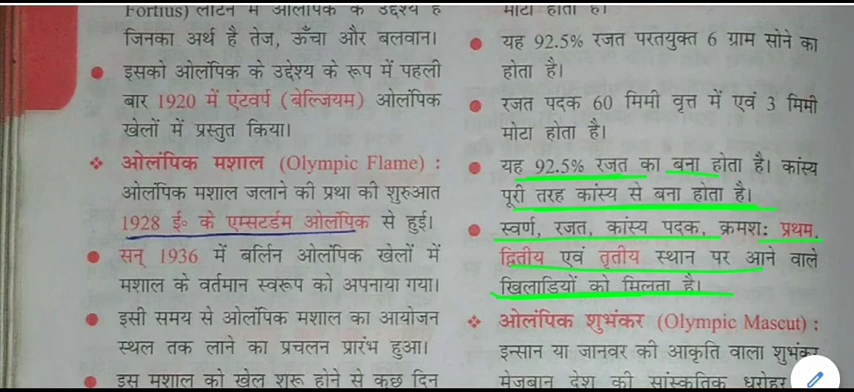 Fortius) लैटिन में ओलंपिक के उद्देश्य है
जिनका अर्थ है तेज, ऊँचा और बलवान।
इसको ओलंपिक के उद्देश्य के रूप में पहली
बार 1920 में एंटवर्प (बेल्जियम) ओलंपिक
खेलों में प्रस्तुत किया।
❖ ओलंपिक मशाल (Olympic Flame) :
ओलंपिक मशाल जलाने की प्रथा की शुरुआत
1928 ई० के एम्सटर्डम ओलंपिक से हुई।
● सन् 1936 में बर्लिन ओलंपिक खेलों में
मशाल के वर्तमान स्वरूप को अपनाया गया।
● इसी समय से ओलंपिक मशाल का आयोजन
स्थल तक लाने का प्रचलन प्रारंभ हुआ।
● इस मशाल को खेल शुरू होने से कुछ दिन
मोटा होता है।
● यह 92.5% रजत परतयुक्त 6 ग्राम सोने का
होता है।
● रजत पदक 60 मिमी वृत्त में एवं 3 मिमी
मोटा होता है।
● यह 92.5% रजत का बना होता है। कांस्य
पूरी तरह कांस्य से बना होता है।
● स्वर्ण, रजत, कांस्य पदक, क्रमश: प्रथम,
द्वितीय एवं तृतीय स्थान पर आने वाले
खिलाडियों को मिलता है।
❖ ओलंपिक शुभंकर (Olympic Mascut) :
इन्सान या जानवर की आकृति वाला शुभंकर
मेजबान देश की सांस्कृतिक धरोहर